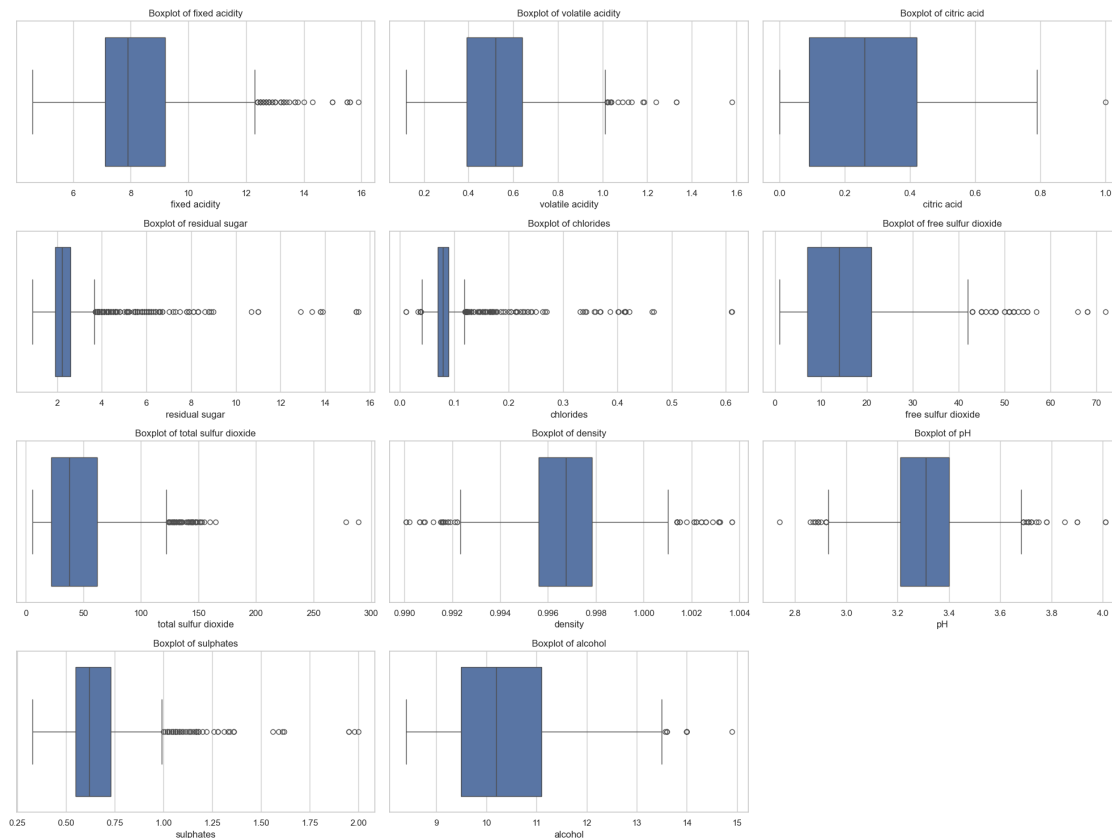 Boxplot of fixed acidity
6 8 10 12 14 16
fixed acidity
Boxplot of volatile acidity
0.2 0.4 0.6 0.8 1.0 1.2 1.4 1.6
volatile acidity
Boxplot of citric acid
0.0 0.2 0.4 0.6 0.8 1.0
citric acid
Boxplot of residual sugar
2 4 6 8 10 12 14 16
residual sugar
Boxplot of chlorides
0.0 0.1 0.2 0.3 0.4 0.5 0.6
chlorides
Boxplot of free sulfur dioxide
0 10 20 30 40 50 60 70
free sulfur dioxide
Boxplot of total sulfur dioxide
0 50 100 150 200 250 300
total sulfur dioxide
Boxplot of density
0.990 0.992 0.994 0.996 0.998 1.000 1.002 1.004
density
Boxplot of pH
2.8 3.0 3.2 3.4 3.6 3.8 4.0
pH
Boxplot of sulphates
0.25 0.50 0.75 1.00 1.25 1.50 1.75 2.00
sulphates
Boxplot of alcohol
9 10 11 12 13 14 15
alcohol